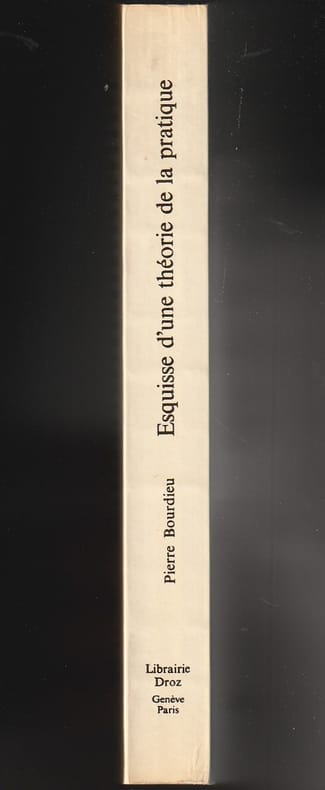 Esquisse d'une théorie de la pratique
Pierre Bourdieu
Librairie
Droz
Genève
Paris